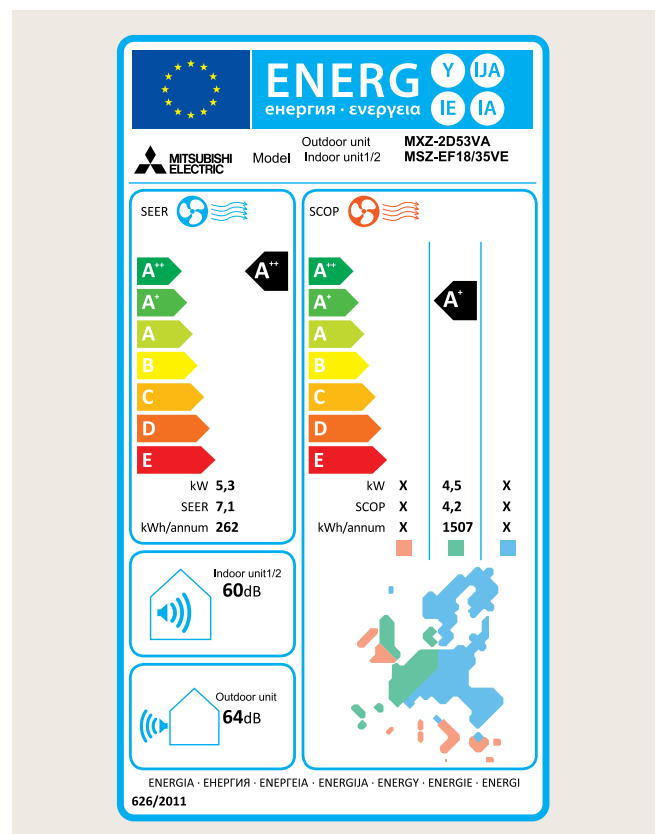 ENERG
енергия · ενεργεια
Y IJA
IE IA
MITSUBISHI
ELECTRIC
Model
Outdoor unit MXZ-2D53VA
Indoor unit1/2 MSZ-EF18/35VE
SEER
A++ A++
A+
A
B
C
D
E
kW 5,3
SEER 7,1
kWh/annum 262
SCOP
A++
A+ A+
A
B
C
D
E
kW X 4,5 X
SCOP X 4,2 X
kWh/annum X 1507 X
Indoor unit1/2
60dB
Outdoor unit
64dB
ENERGIA · ЕНЕРГИЯ · ΕΝΕΡΓΕΙΑ · ENERGIJA · ENERGY · ENERGIE · ENERGI
626/2011